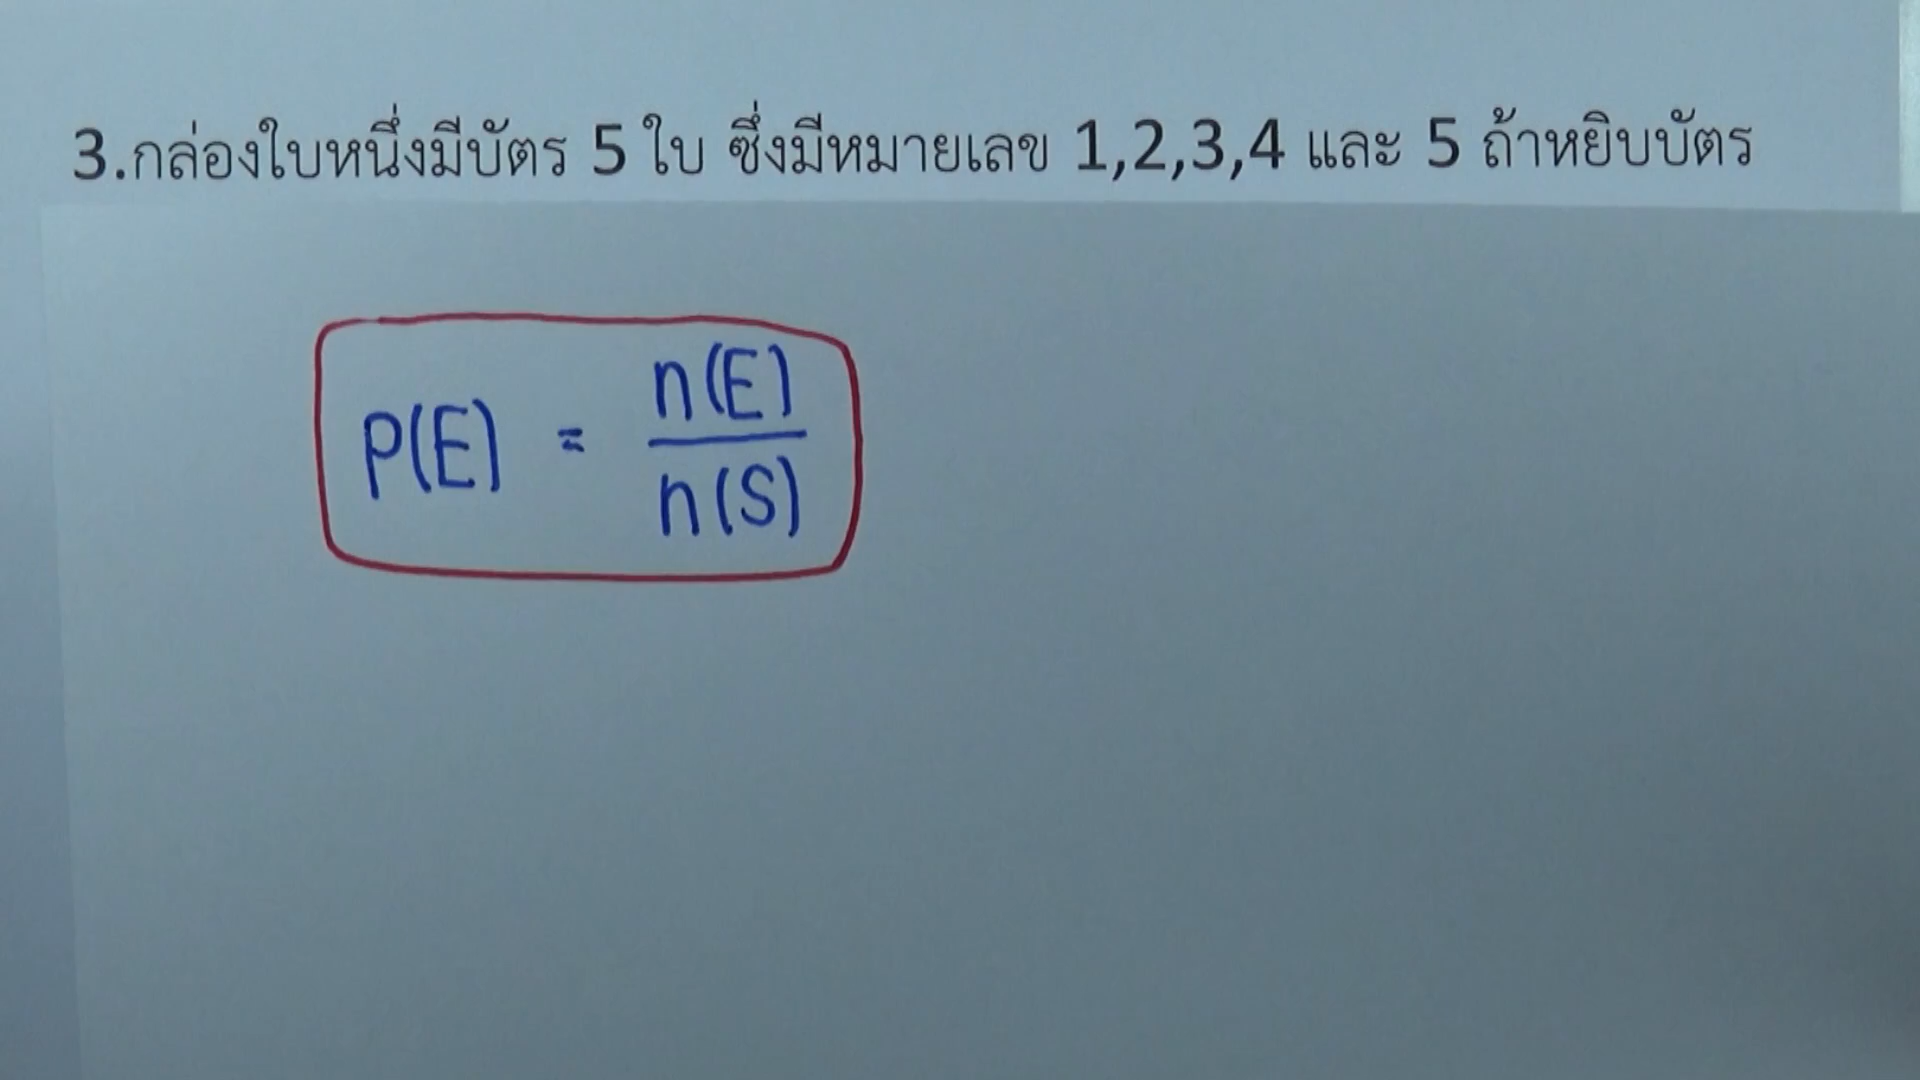 3.กล่องใบหนึ่งมีบัตร 5 ใบ ซึ่งมีหมายเลข 1,2,3,4 และ 5 ถ้าหยิบบัตร
P(E) = n(E)
n(S)